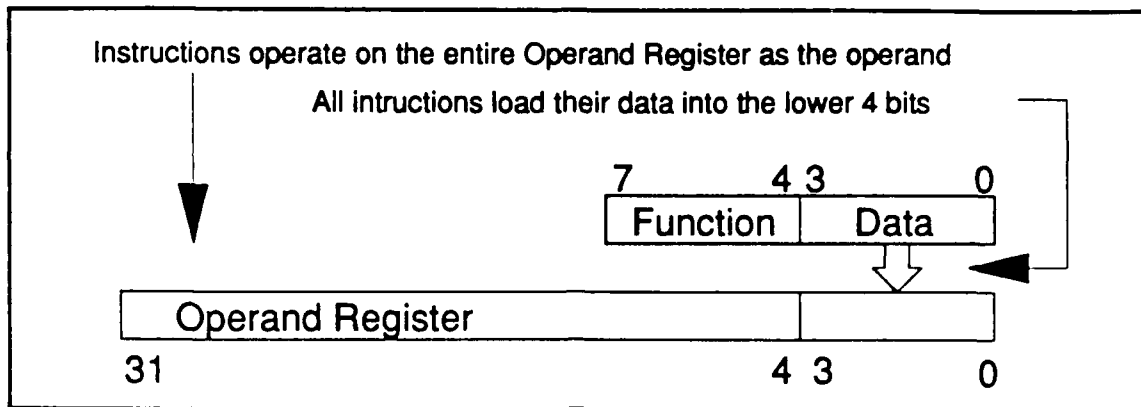 Instructions operate on the entire Operand Register as the operand
All intructions load their data into the lower 4 bits
7 4 3 0
Function Data
Operand Register
31 4 3 0